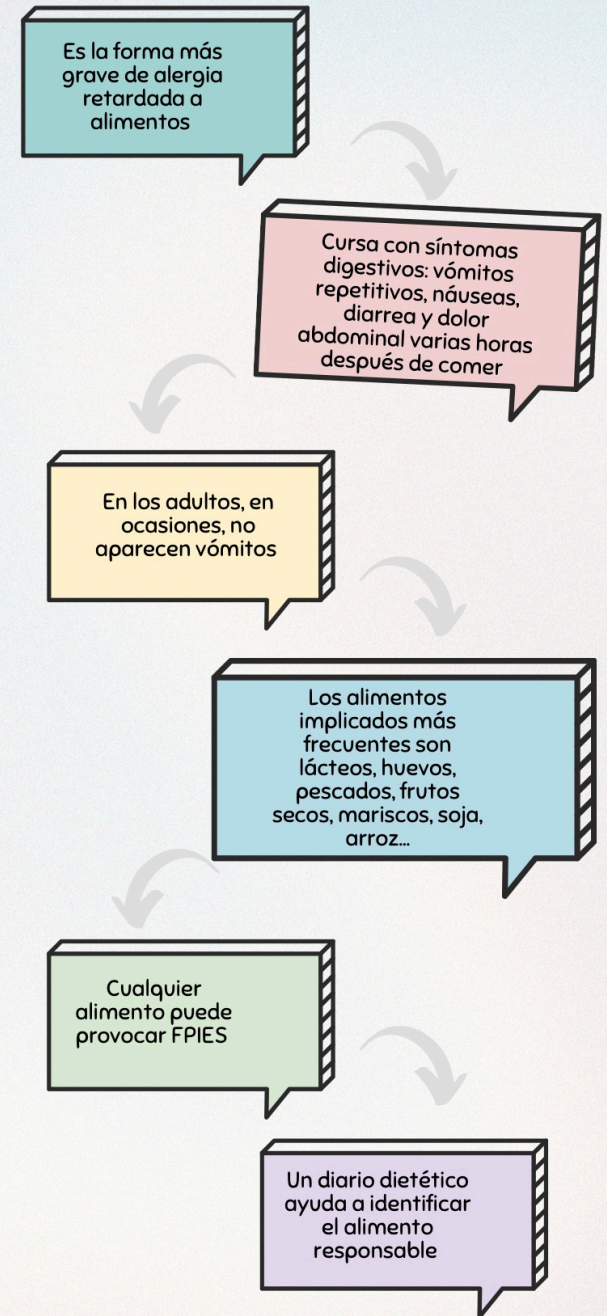 Es la forma más
grave de alergia
retardada a
alimentos
Cursa con síntomas
digestivos: vómitos
repetitivos, náuseas,
diarrea y dolor
abdominal varias horas
después de comer
En los adultos, en
ocasiones, no
aparecen vómitos
Los alimentos
implicados más
frecuentes son
lácteos, huevos,
pescados, frutos
secos, mariscos, soja,
arroz...
Cualquier
alimento puede
provocar FPIES
Un diario dietético
ayuda a identificar
el alimento
responsable